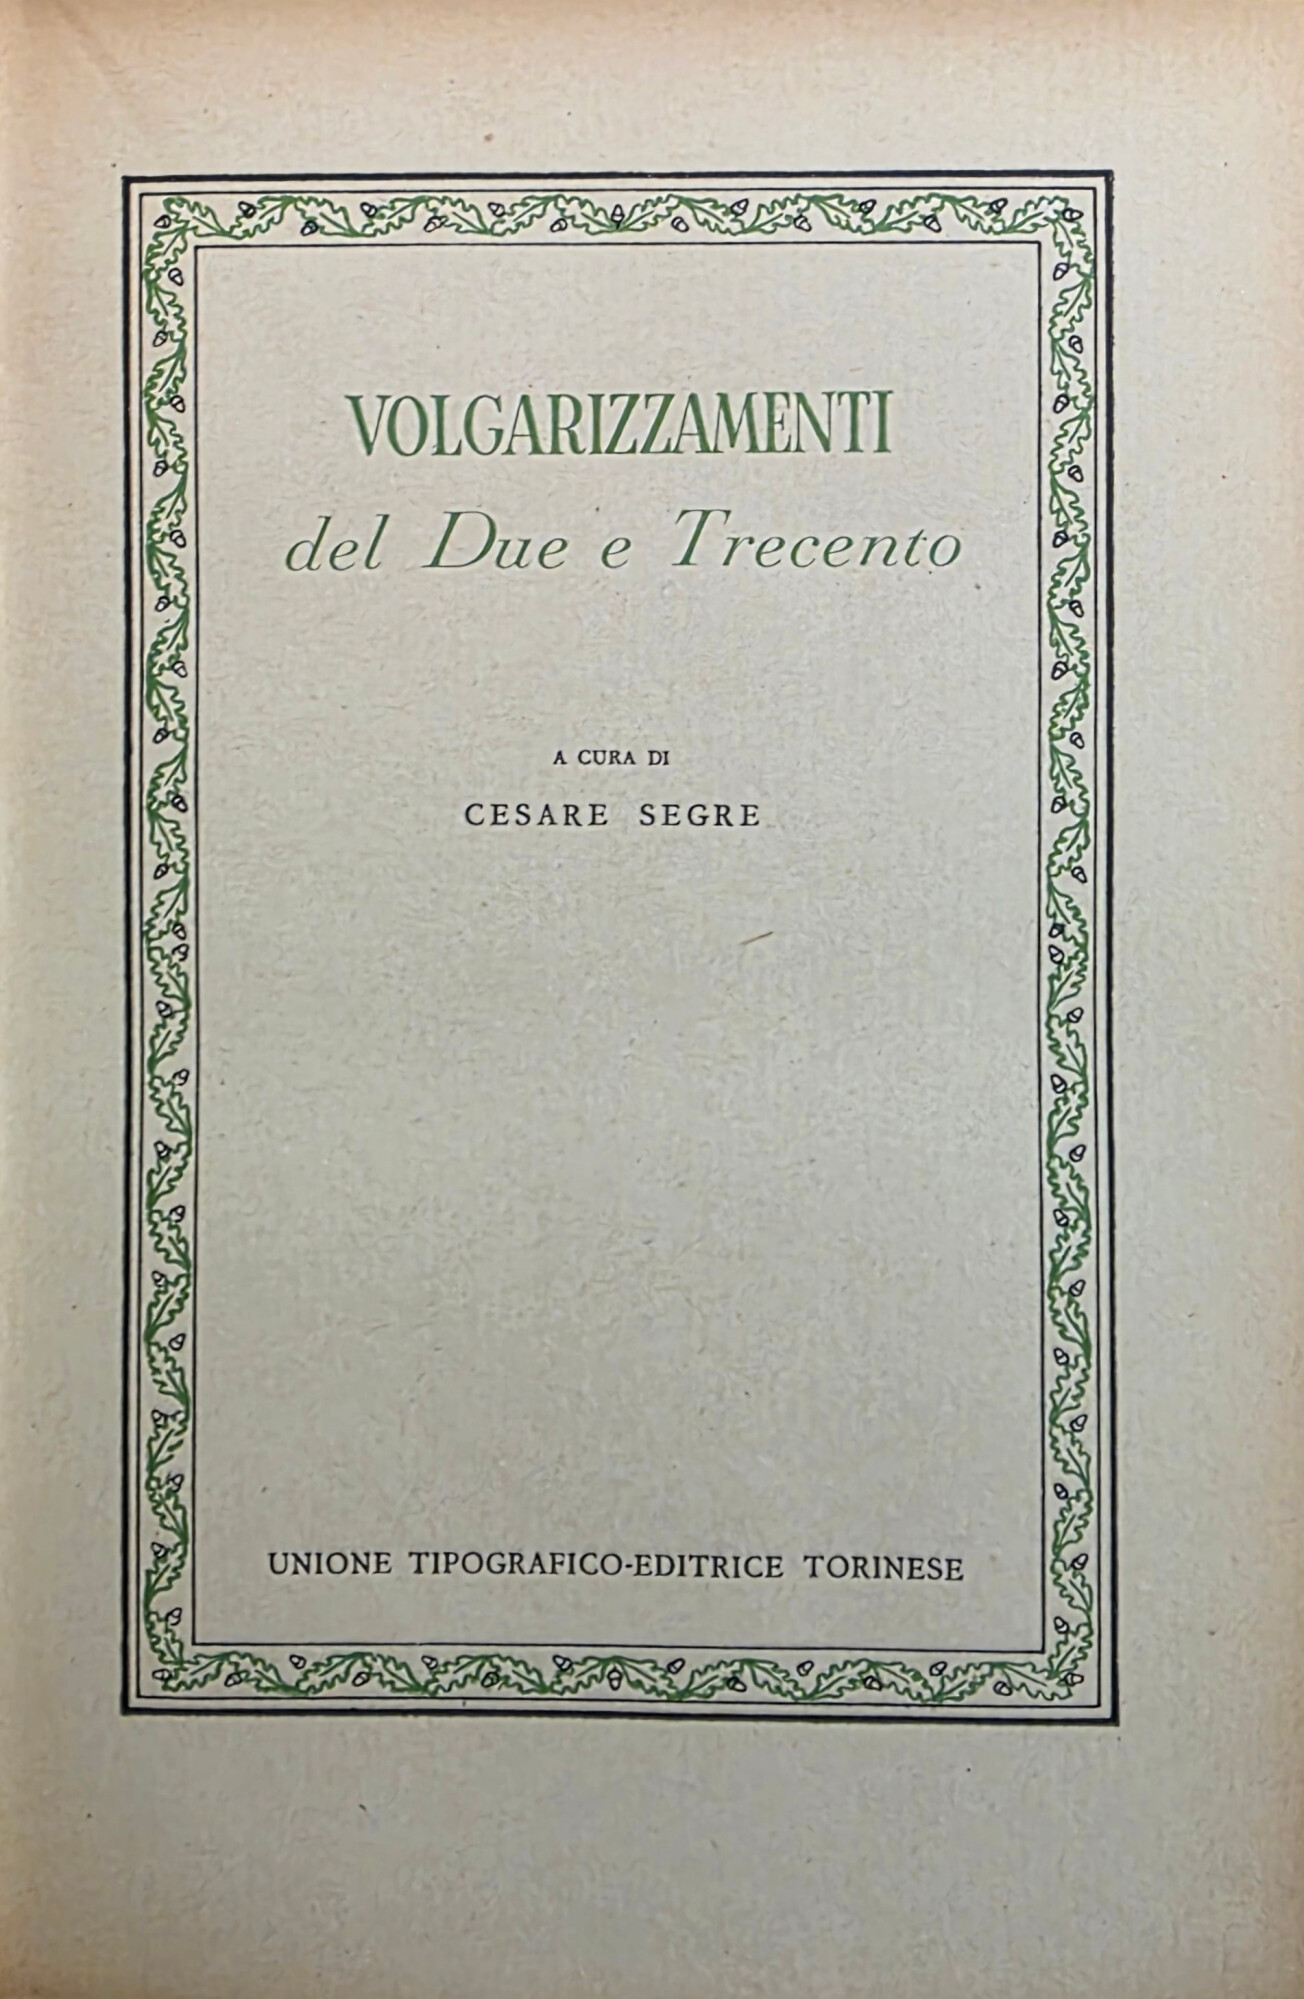 VOLGARIZZAMENTI
del Due e Trecento
A CURA DI
CESARE SEGRE
UNIONE TIPOGRAFICO-EDITRICE TORINESE